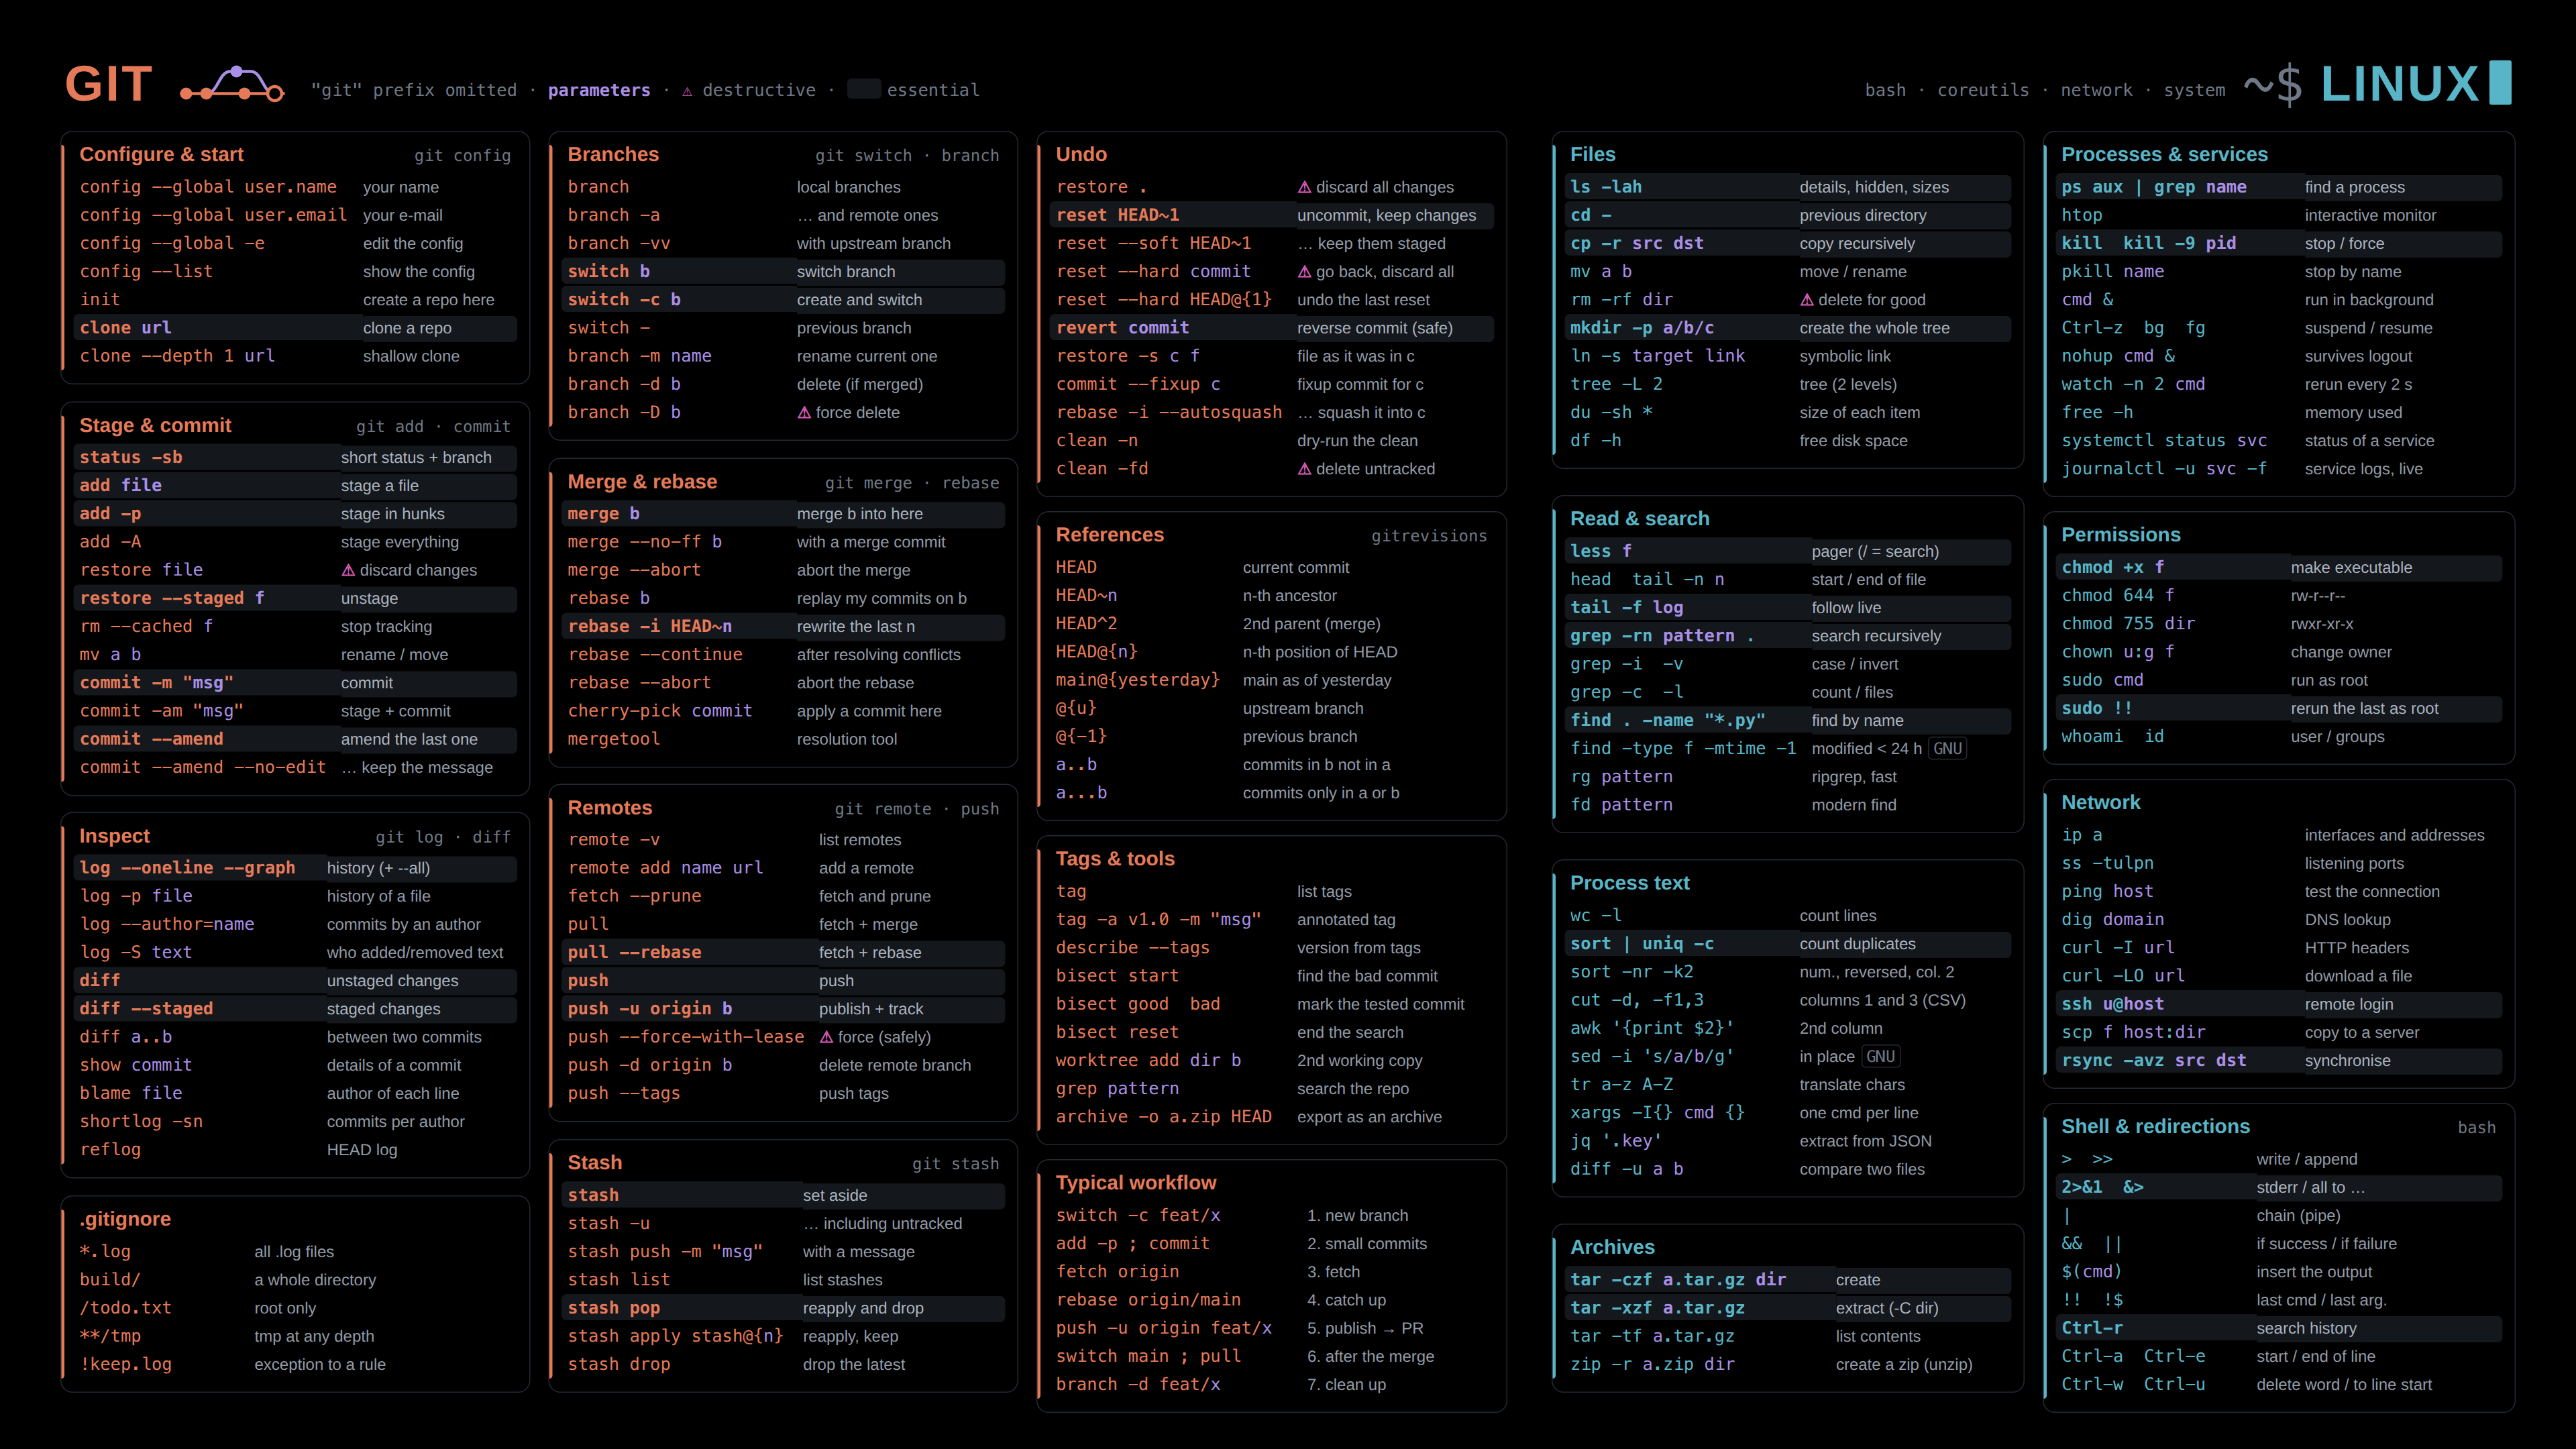 GIT "git" prefix omitted · parameters · ⚠ destructive · essential
bash · coreutils · network · system ~$ LINUX
Configure & start git config
config --global user.name your name
config --global user.email your e-mail
config --global -e edit the config
config --list show the config
init create a repo here
clone url clone a repo
clone --depth 1 url shallow clone
Stage & commit git add · commit
status -sb short status + branch
add file stage a file
add -p stage in hunks
add -A stage everything
restore file ⚠ discard changes
restore --staged f unstage
rm --cached f stop tracking
mv a b rename / move
commit -m "msg" commit
commit -am "msg" stage + commit
commit --amend amend the last one
commit --amend --no-edit … keep the message
Inspect git log · diff
log --oneline --graph history (+ --all)
log -p file history of a file
log --author=name commits by an author
log -S text who added/removed text
diff unstaged changes
diff --staged staged changes
diff a..b between two commits
show commit details of a commit
blame file author of each line
shortlog -sn commits per author
reflog HEAD log
.gitignore
*.log all .log files
build/ a whole directory
/todo.txt root only
**/tmp tmp at any depth
!keep.log exception to a rule
Branches git switch · branch
branch local branches
branch -a … and remote ones
branch -vv with upstream branch
switch b switch branch
switch -c b create and switch
switch - previous branch
branch -m name rename current one
branch -d b delete (if merged)
branch -D b ⚠ force delete
Merge & rebase git merge · rebase
merge b merge b into here
merge --no-ff b with a merge commit
merge --abort abort the merge
rebase b replay my commits on b
rebase -i HEAD~n rewrite the last n
rebase --continue after resolving conflicts
rebase --abort abort the rebase
cherry-pick commit apply a commit here
mergetool resolution tool
Remotes git remote · push
remote -v list remotes
remote add name url add a remote
fetch --prune fetch and prune
pull fetch + merge
pull --rebase fetch + rebase
push push
push -u origin b publish + track
push --force-with-lease ⚠ force (safely)
push -d origin b delete remote branch
push --tags push tags
Stash git stash
stash set aside
stash -u … including untracked
stash push -m "msg" with a message
stash list list stashes
stash pop reapply and drop
stash apply stash@{n} reapply, keep
stash drop drop the latest
Undo
restore . ⚠ discard all changes
reset HEAD~1 uncommit, keep changes
reset --soft HEAD~1 … keep them staged
reset --hard commit ⚠ go back, discard all
reset --hard HEAD@{1} undo the last reset
revert commit reverse commit (safe)
restore -s c f file as it was in c
commit --fixup c fixup commit for c
rebase -i --autosquash … squash it into c
clean -n dry-run the clean
clean -fd ⚠ delete untracked
References gitrevisions
HEAD current commit
HEAD~n n-th ancestor
HEAD^2 2nd parent (merge)
HEAD@{n} n-th position of HEAD
main@{yesterday} main as of yesterday
@{u} upstream branch
@{-1} previous branch
a..b commits in b not in a
a...b commits only in a or b
Tags & tools
tag list tags
tag -a v1.0 -m "msg" annotated tag
describe --tags version from tags
bisect start find the bad commit
bisect good bad mark the tested commit
bisect reset end the search
worktree add dir b 2nd working copy
grep pattern search the repo
archive -o a.zip HEAD export as an archive
Typical workflow
switch -c feat/x 1. new branch
add -p ; commit 2. small commits
fetch origin 3. fetch
rebase origin/main 4. catch up
push -u origin feat/x 5. publish → PR
switch main ; pull 6. after the merge
branch -d feat/x 7. clean up
Files
ls -lah details, hidden, sizes
cd - previous directory
cp -r src dst copy recursively
mv a b move / rename
rm -rf dir ⚠ delete for good
mkdir -p a/b/c create the whole tree
ln -s target link symbolic link
tree -L 2 tree (2 levels)
du -sh * size of each item
df -h free disk space
Read & search
less f pager (/ = search)
head tail -n n start / end of file
tail -f log follow live
grep -rn pattern . search recursively
grep -i -v case / invert
grep -c -l count / files
find . -name "*.py" find by name
find -type f -mtime -1 modified < 24 h GNU
rg pattern ripgrep, fast
fd pattern modern find
Process text
wc -l count lines
sort | uniq -c count duplicates
sort -nr -k2 num., reversed, col. 2
cut -d, -f1,3 columns 1 and 3 (CSV)
awk '{print $2}' 2nd column
sed -i 's/a/b/g' in place GNU
tr a-z A-Z translate chars
xargs -I{} cmd {} one cmd per line
jq '.key' extract from JSON
diff -u a b compare two files
Archives
tar -czf a.tar.gz dir create
tar -xzf a.tar.gz extract (-C dir)
tar -tf a.tar.gz list contents
zip -r a.zip dir create a zip (unzip)
Processes & services
ps aux | grep name find a process
htop interactive monitor
kill kill -9 pid stop / force
pkill name stop by name
cmd & run in background
Ctrl-z bg fg suspend / resume
nohup cmd & survives logout
watch -n 2 cmd rerun every 2 s
free -h memory used
systemctl status svc status of a service
journalctl -u svc -f service logs, live
Permissions
chmod +x f make executable
chmod 644 f rw-r--r--
chmod 755 dir rwxr-xr-x
chown u:g f change owner
sudo cmd run as root
sudo !! rerun the last as root
whoami id user / groups
Network
ip a interfaces and addresses
ss -tulpn listening ports
ping host test the connection
dig domain DNS lookup
curl -I url HTTP headers
curl -LO url download a file
ssh u@host remote login
scp f host:dir copy to a server
rsync -avz src dst synchronise
Shell & redirections bash
> >> write / append
2>&1 &> stderr / all to …
| chain (pipe)
&& || if success / if failure
$(cmd) insert the output
!! !$ last cmd / last arg.
Ctrl-r search history
Ctrl-a Ctrl-e start / end of line
Ctrl-w Ctrl-u delete word / to line start